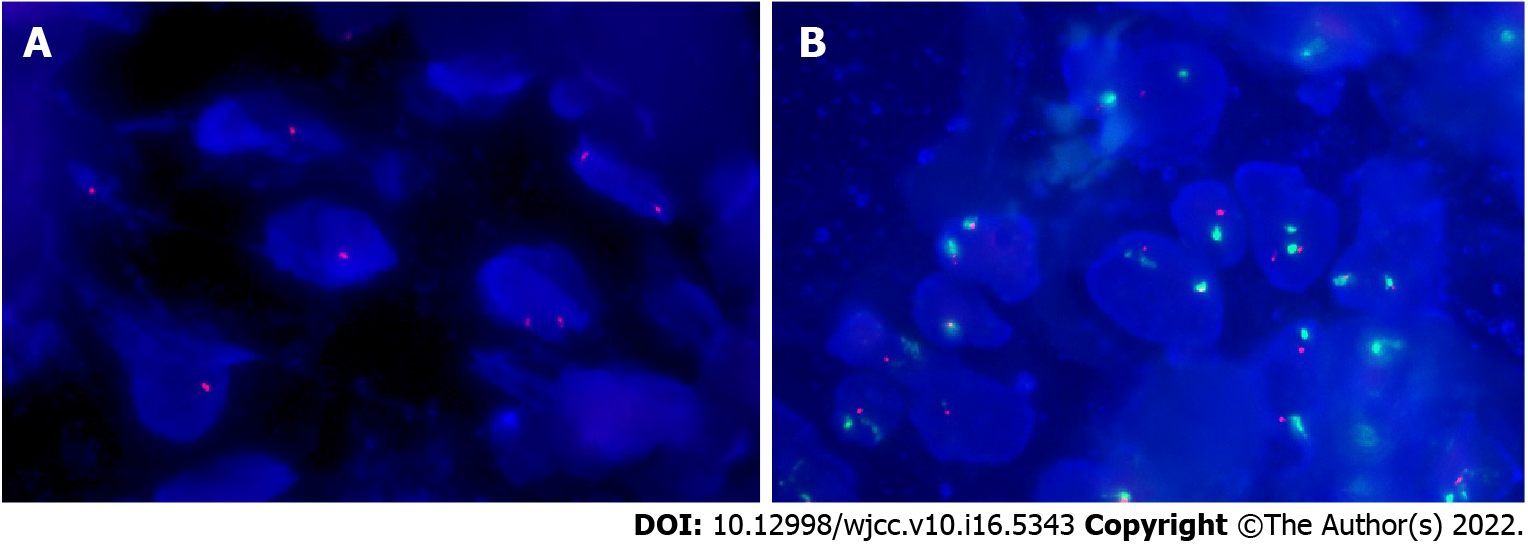 A
B
DOI: 10.12998/wjcc.v10.i16.5343 Copyright ©The Author(s) 2022.